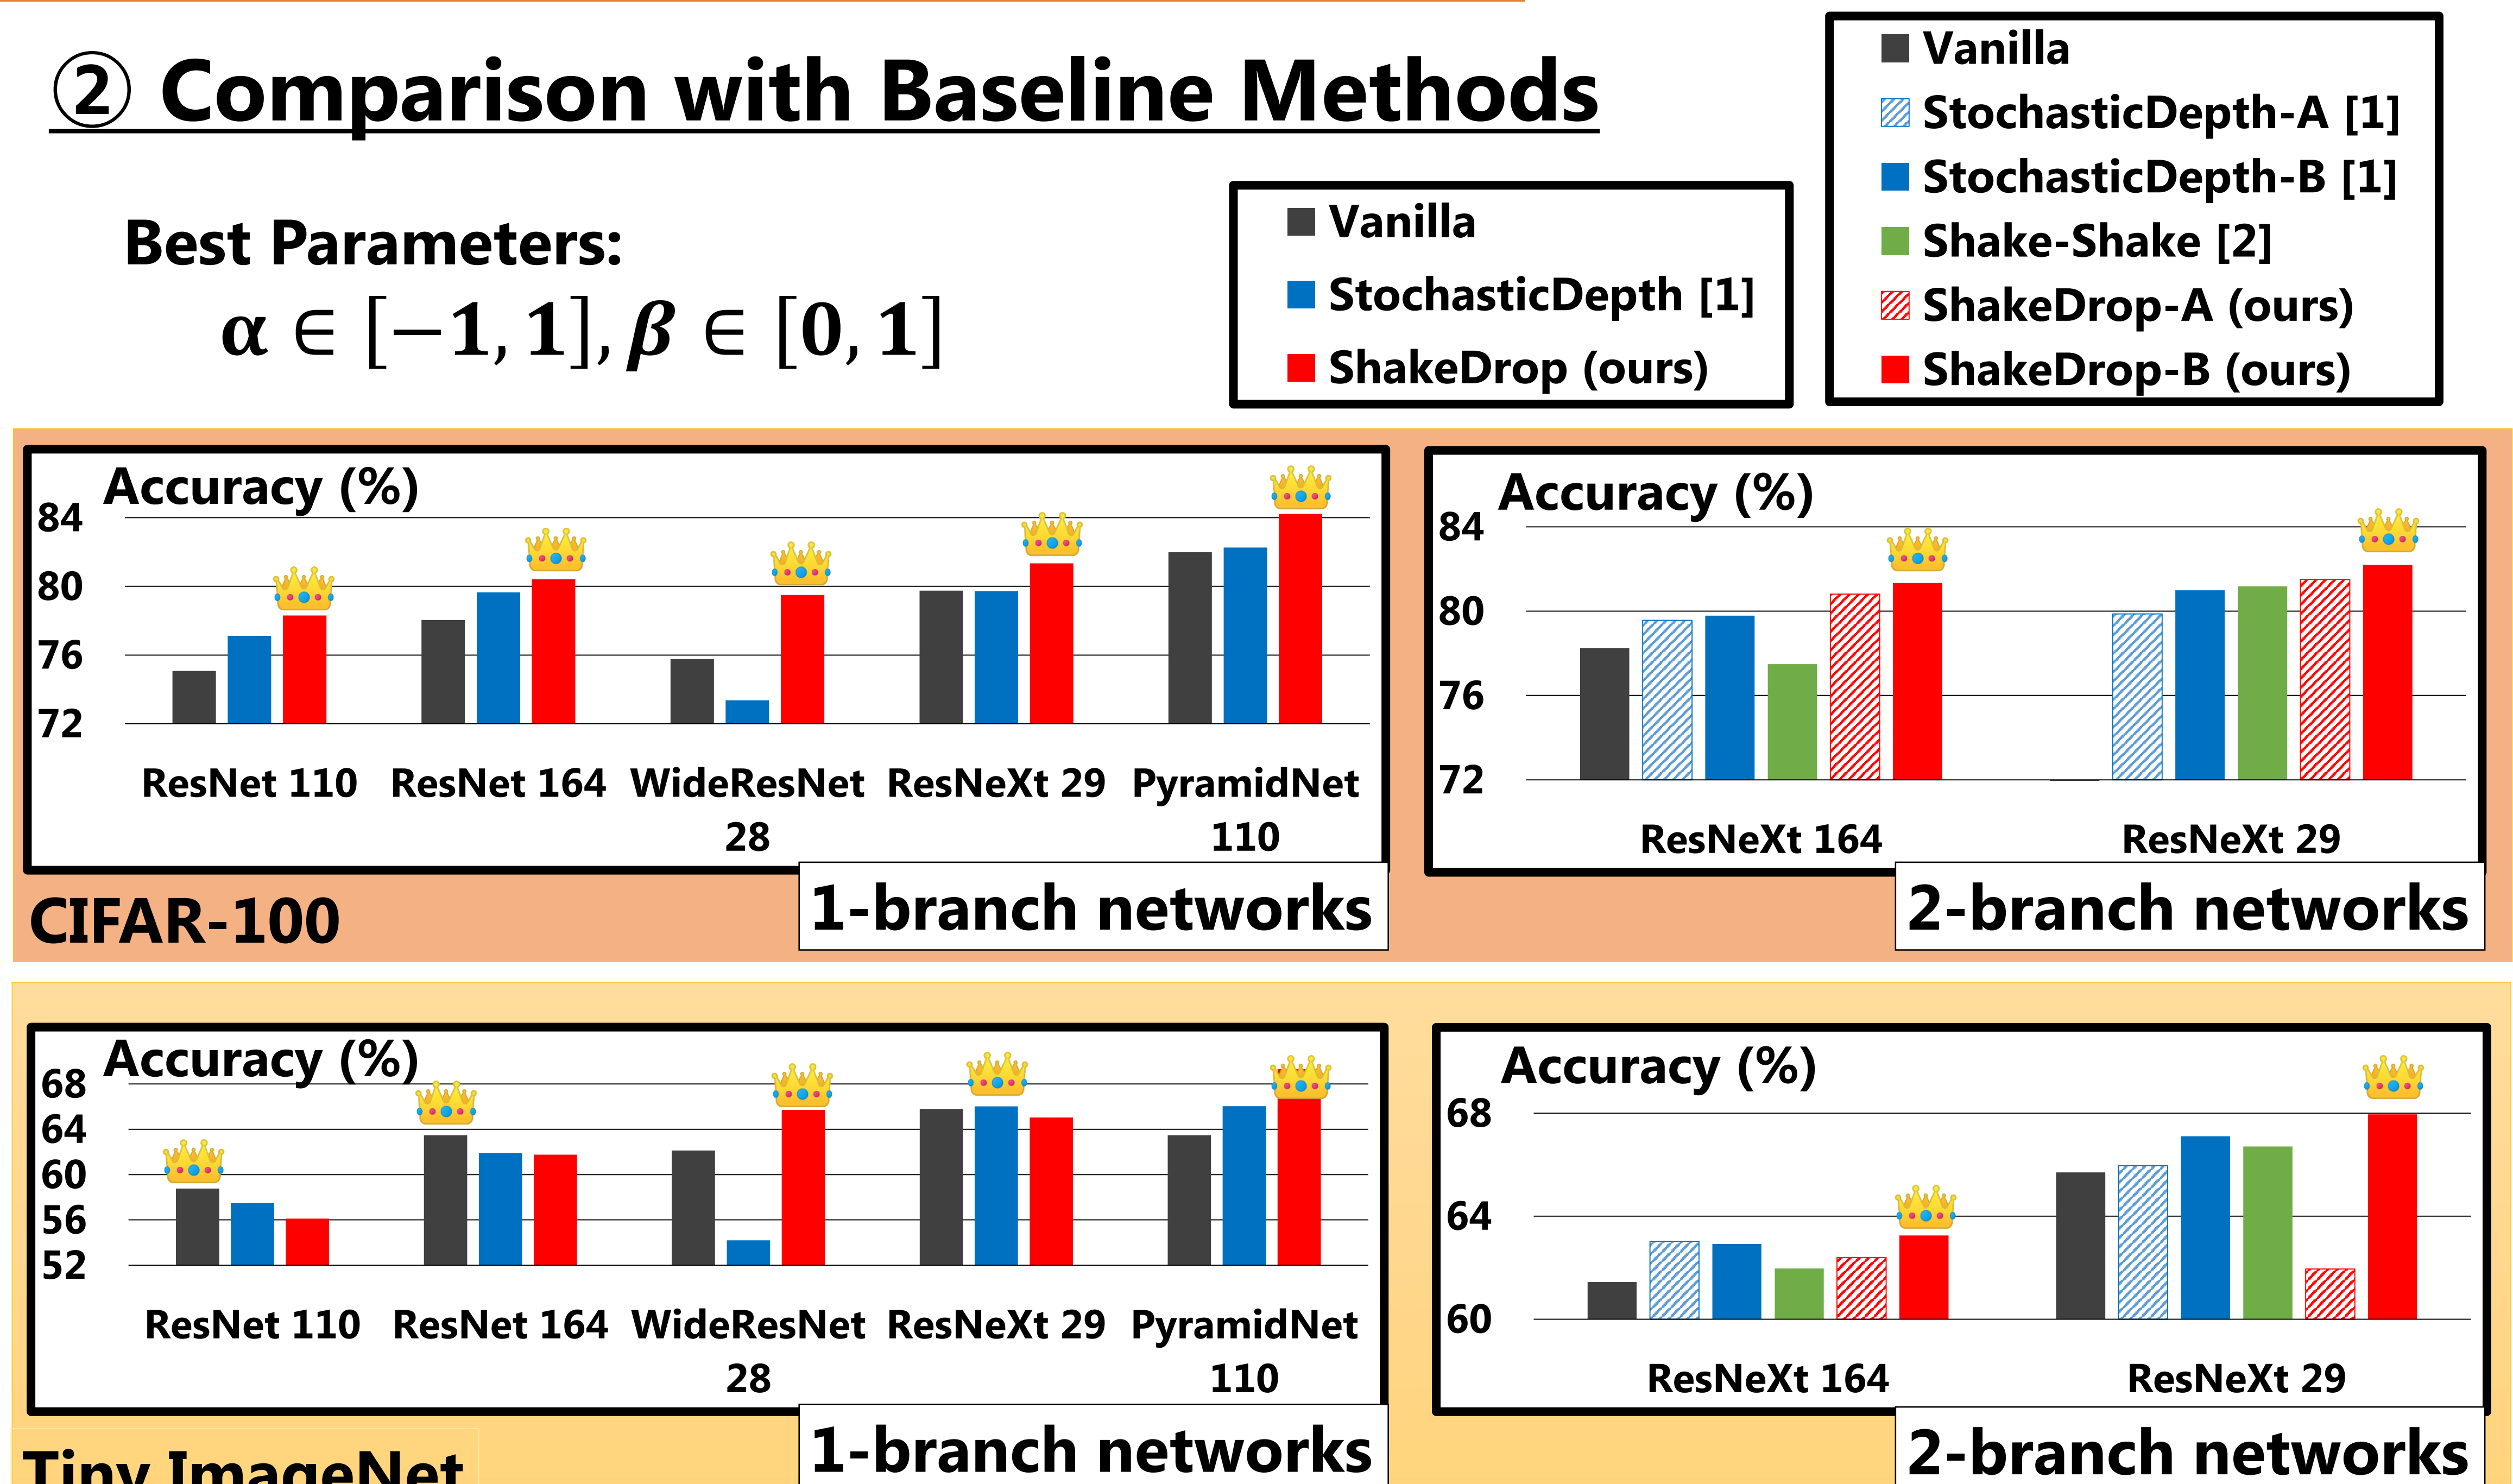 ② Comparison with Baseline Methods
Best Parameters:
α ∈ [−1, 1], β ∈ [0, 1]
Vanilla
StochasticDepth [1]
ShakeDrop (ours)
Vanilla
StochasticDepth-A [1]
StochasticDepth-B [1]
Shake-Shake [2]
ShakeDrop-A (ours)
ShakeDrop-B (ours)
Accuracy (%)
84
80
76
72
ResNet 110 ResNet 164 WideResNet 28 ResNeXt 29 PyramidNet 110
1-branch networks
Accuracy (%)
84
80
76
72
ResNeXt 164 ResNeXt 29
2-branch networks
CIFAR-100
Accuracy (%)
68
64
60
56
52
ResNet 110 ResNet 164 WideResNet 28 ResNeXt 29 PyramidNet 110
1-branch networks
Accuracy (%)
68
64
60
ResNeXt 164 ResNeXt 29
2-branch networks
Tiny ImageNet